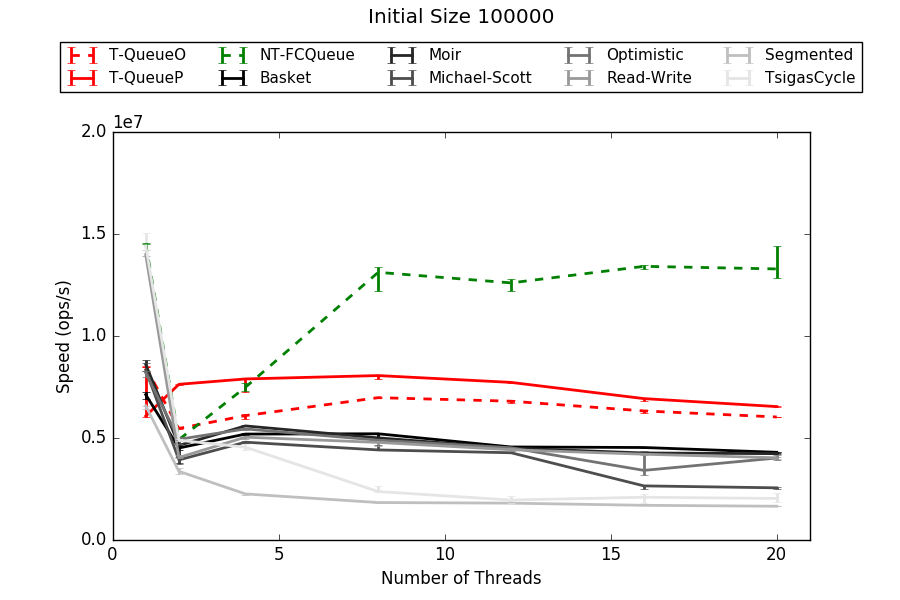 Initial Size 100000
T-QueueO NT-FCQueue Moir Optimistic Segmented
T-QueueP Basket Michael-Scott Read-Write TsigasCycle
1e7
2.0
1.5
1.0
0.5
0.0
Speed (ops/s)
0 5 10 15 20
Number of Threads